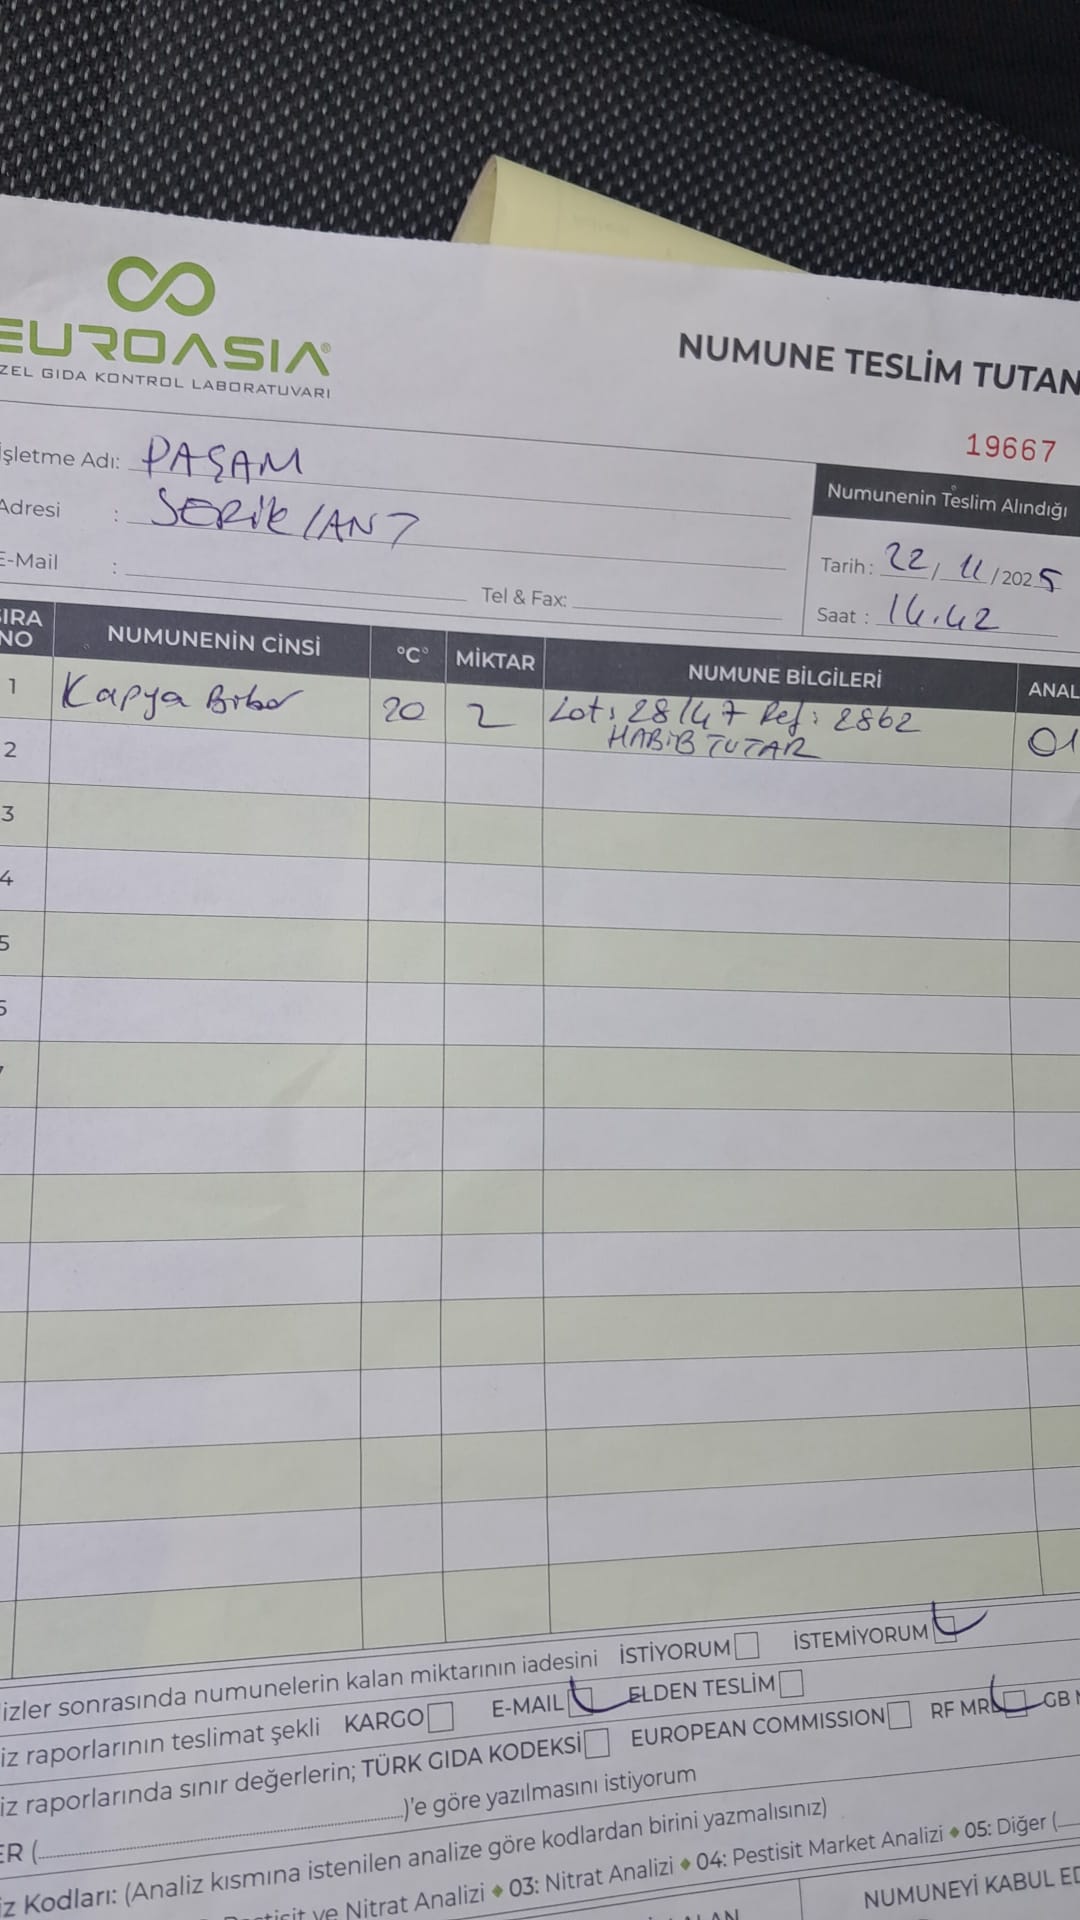 EUROASIA®
ZEL GIDA KONTROL LABORATUVARI
NUMUNE TESLİM TUTAN
19667
İşletme Adı: PAŞAM
Adresi : SERİK/ANT
E-Mail :
Tel & Fax:
Numunenin Teslim Alındığı
Tarih: 22/11/2025
Saat : 14.42
SIRA NO NUMUNENİN CİNSİ °C MİKTAR NUMUNE BİLGİLERİ ANAL
1 Kapya Biber 20 2 Lot: 28147 Ref: 2862
HABİB TUTAR 01
2
3
4
5
6
7
izler sonrasında numunelerin kalan miktarının iadesini İSTİYORUM İSTEMİYORUM
iz raporlarının teslimat şekli KARGO E-MAIL ELDEN TESLİM
iz raporlarında sınır değerlerin; TÜRK GIDA KODEKSİ EUROPEAN COMMISSION RF MRL GB
ER (....................)'e göre yazılmasını istiyorum
iz Kodları: (Analiz kısmına istenilen analize göre kodlardan birini yazmalısınız)
ve Nitrat Analizi ♦ 03: Nitrat Analizi ♦ 04: Pestisit Market Analizi ♦ 05: Diğer (
NUMUNEYİ KABUL ED